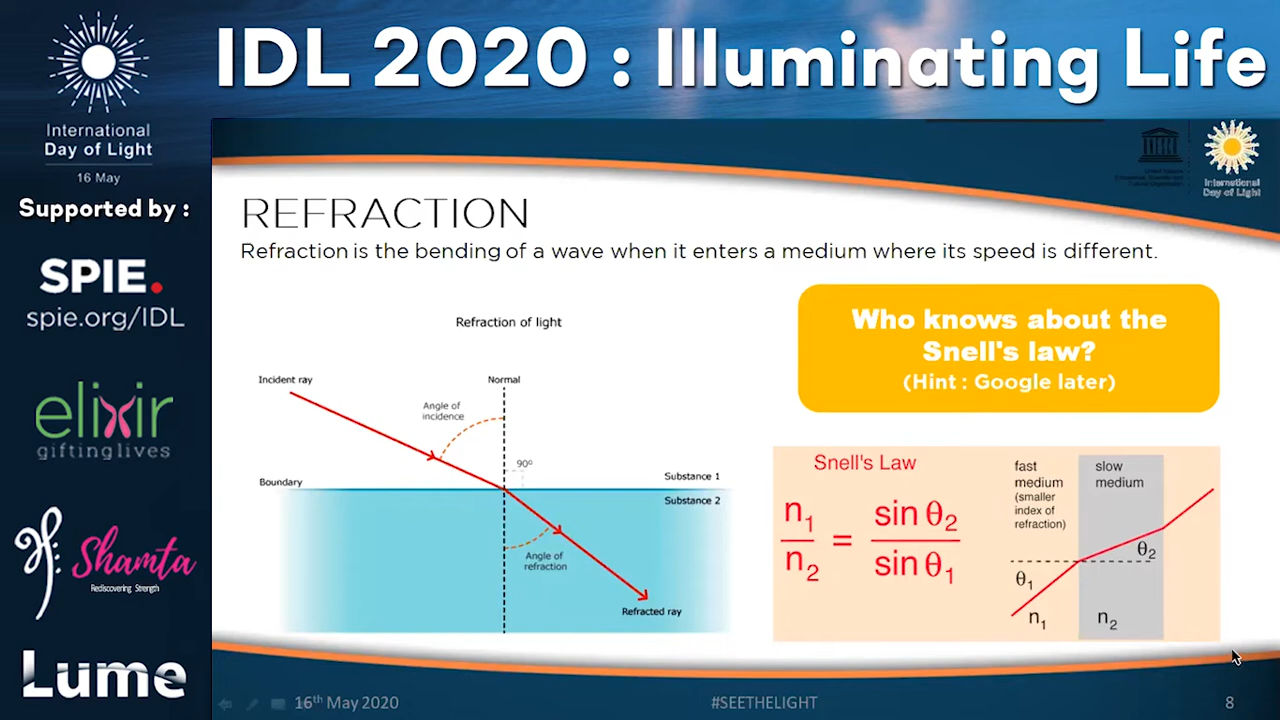 IDL 2020 : Illuminating Life
International
Day of Light
16 May
Supported by :
SPIE.
spie.org/IDL
elixir
giftinglives
Shamta
Rediscovering Strength
Lume
International
Day of Light
REFRACTION
Refraction is the bending of a wave when it enters a medium where its speed is different.
Refraction of light
Incident ray
Normal
Angle of
incidence
90º
Boundary
Substance 1
Substance 2
Angle of
refraction
Refracted ray
Who knows about the
Snell's law?
(Hint : Google later)
Snell's Law
n₁/n₂ = sin θ₂/sin θ₁
fast
medium
(smaller
index of
refraction)
slow
medium
θ₂
θ₁
n₁
n₂
16th May 2020
#SEETHELIGHT
8